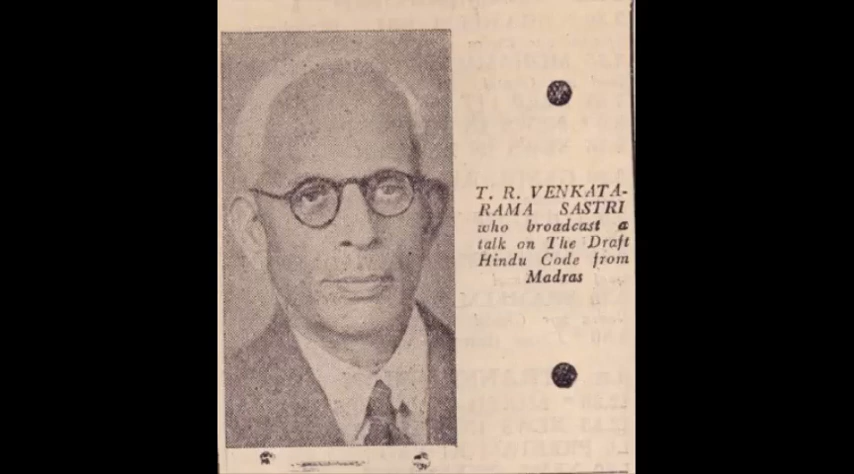 T. R. VENKATA-
RAMA SASTRI
who broadcast a
talk on The Draft
Hindu Code from
Madras